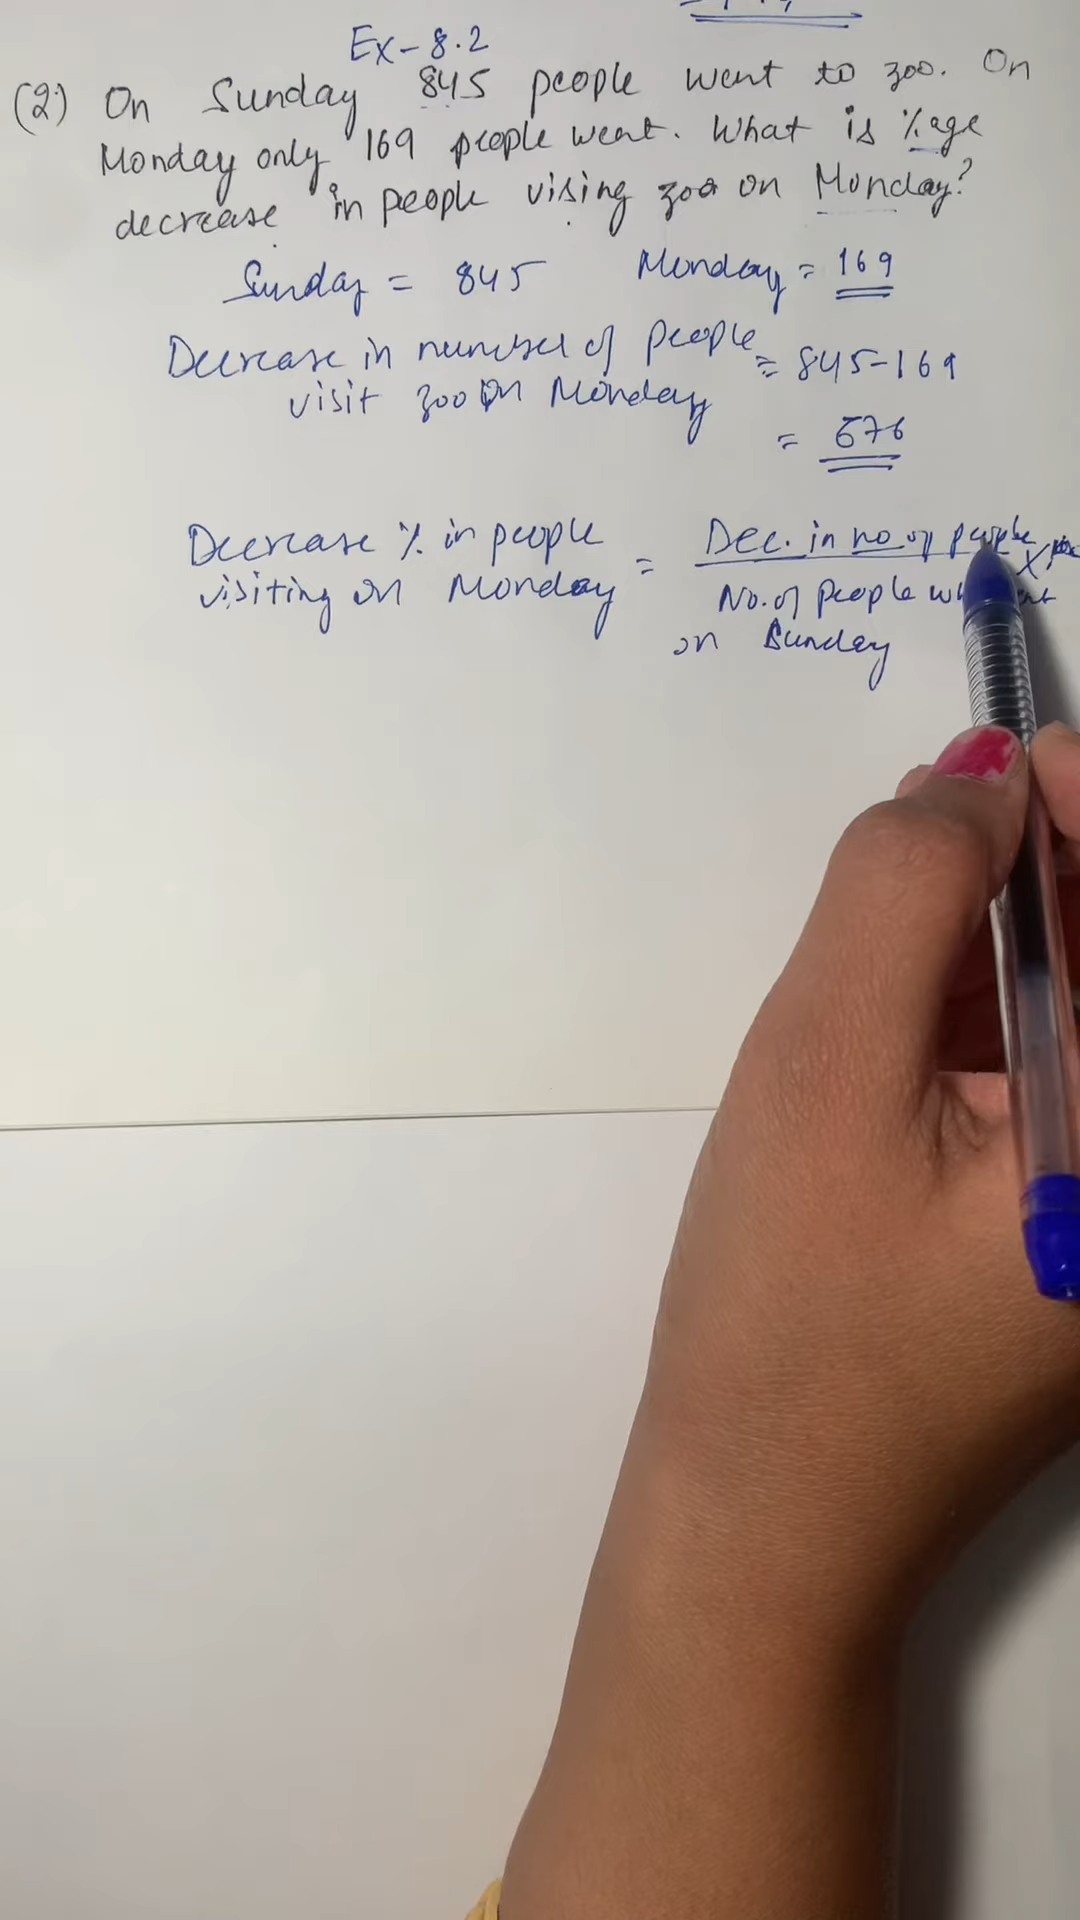 Ex-8.2
(2) On Sunday 845 people went to zoo. On
Monday only 169 people went. What is %age
decrease in people vising zoo on Monday?
Sunday = 845 Monday = 169
Decrease in number of people
visit zoo on Monday = 845-169
= 676
Decrease % in people
visiting on Monday = Dec. in no of people ×
No. of people
on Sunday